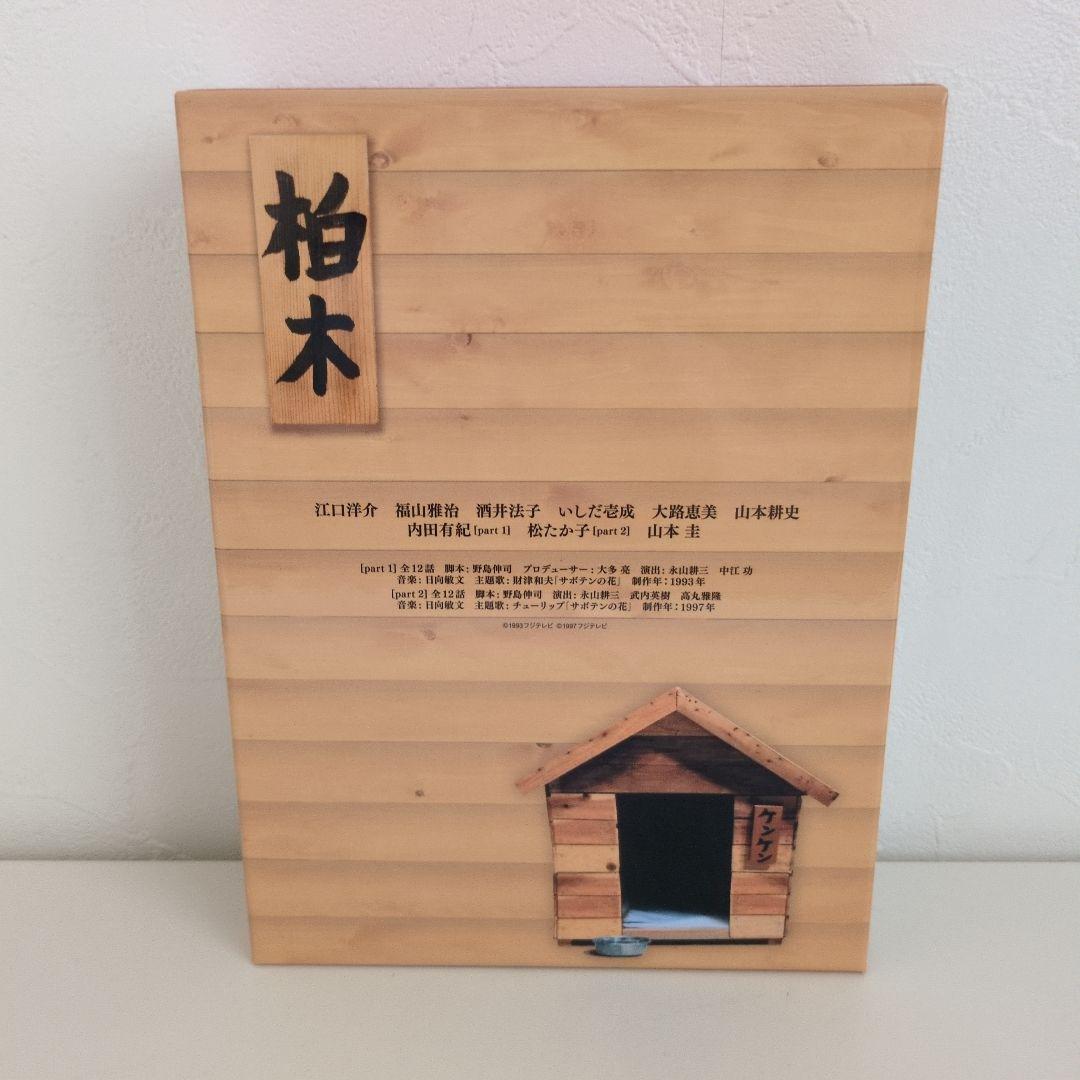 柏木
江口洋介　福山雅治　酒井法子　いしだ壱成　大路恵美　山本耕史
内田有紀[part 1]　松たか子[part 2]　山本 圭
[part 1] 全12話　脚本：野島伸司　プロデューサー：大多 亮　演出：永山耕三　中江 功
音楽：日向敏文　主題歌：財津和夫「サボテンの花」　制作年：1993年
[part 2] 全12話　脚本：野島伸司　演出：永山耕三　武内英樹　高丸雅隆
音楽：日向敏文　主題歌：チューリップ「サボテンの花」　制作年：1997年
©1993フジテレビ ©1997フジテレビ
ケンケン